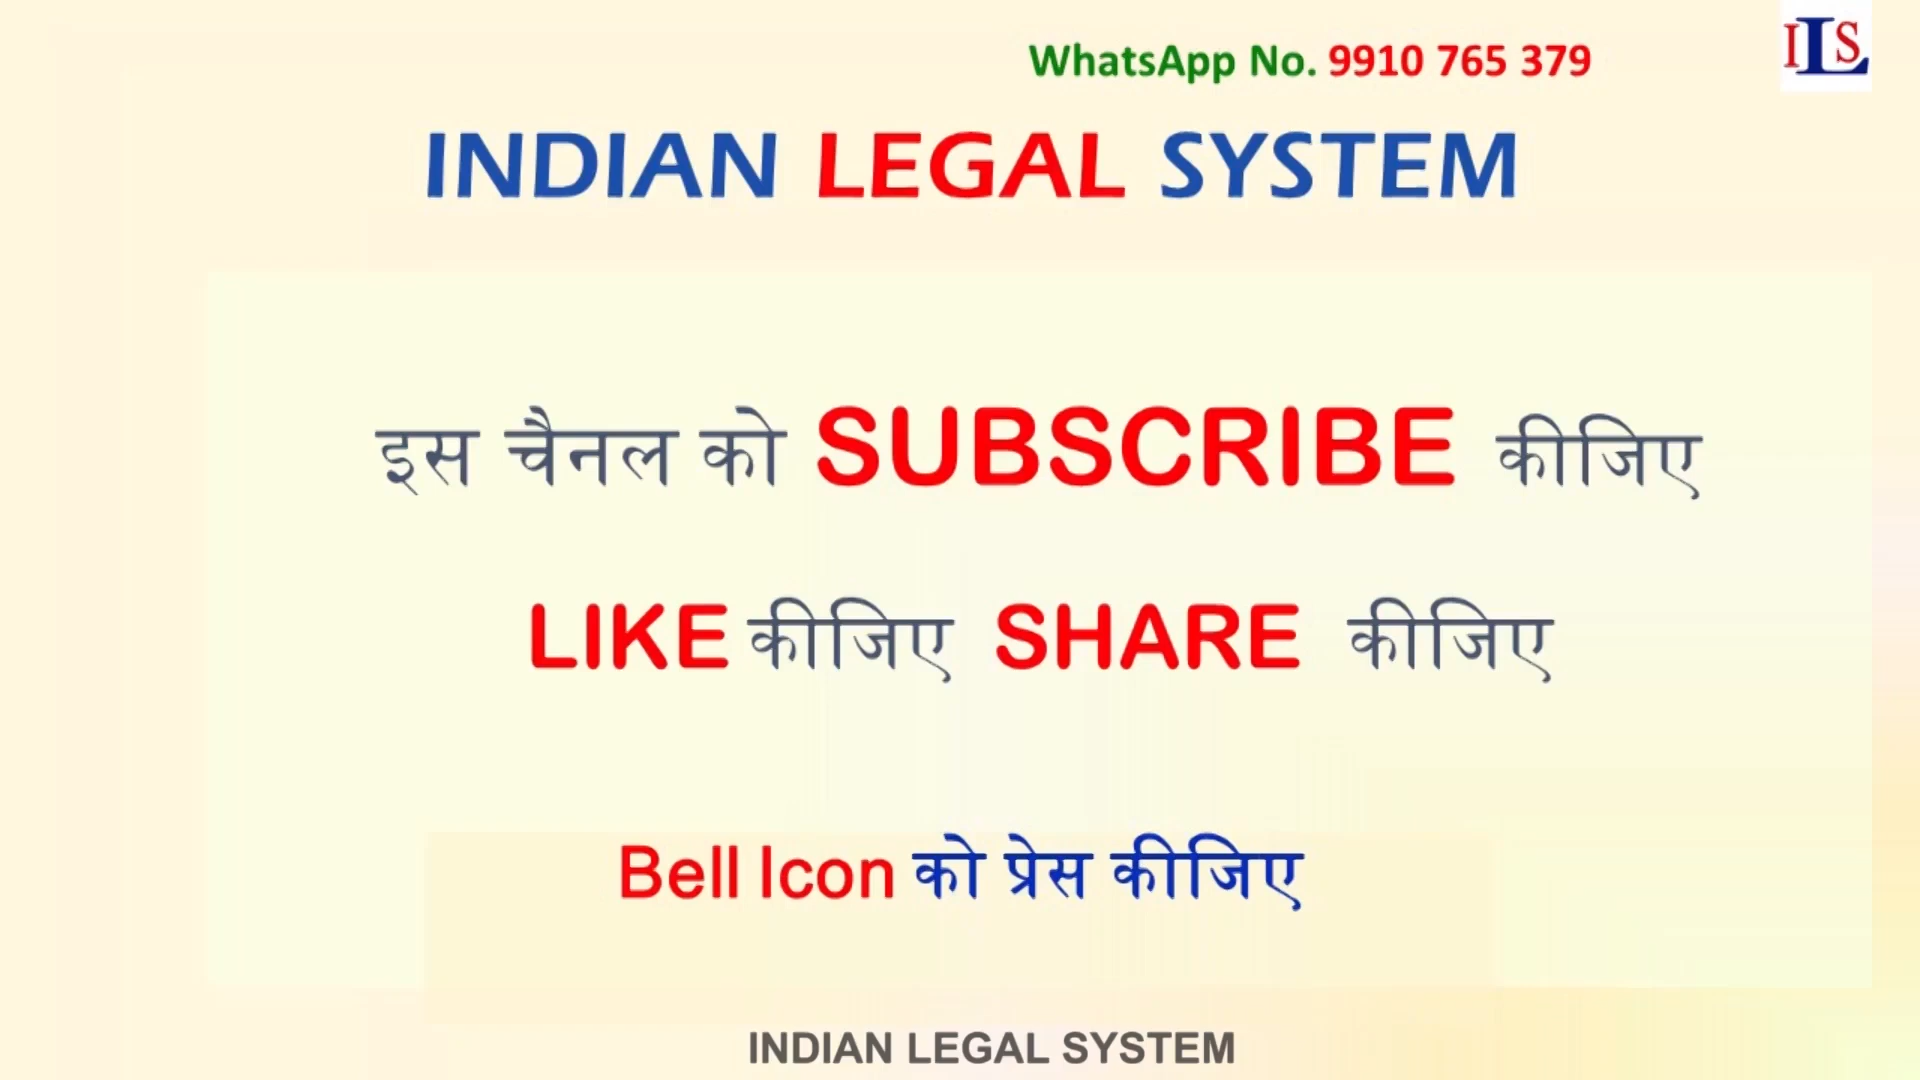 WhatsApp No. 9910 765 379
ILS
INDIAN LEGAL SYSTEM
इस चैनल को SUBSCRIBE कीजिए
LIKE कीजिए SHARE कीजिए
Bell Icon को प्रेस कीजिए
INDIAN LEGAL SYSTEM